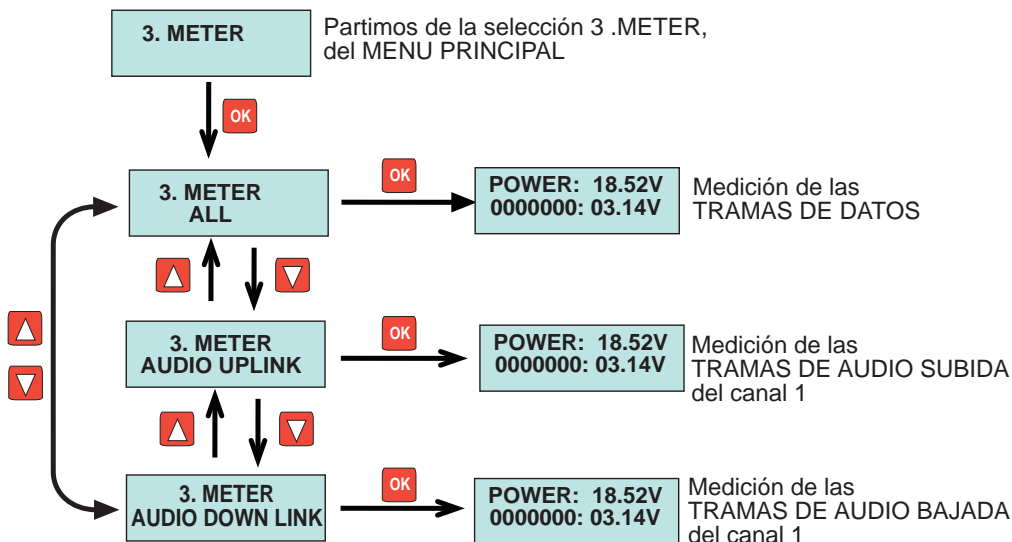 3. METER
Partimos de la selección 3 .METER,
del MENU PRINCIPAL
OK
3. METER
ALL
OK
POWER: 18.52V
0000000: 03.14V
Medición de las
TRAMAS DE DATOS
3. METER
AUDIO UPLINK
OK
POWER: 18.52V
0000000: 03.14V
Medición de las
TRAMAS DE AUDIO SUBIDA
del canal 1
3. METER
AUDIO DOWN LINK
OK
POWER: 18.52V
0000000: 03.14V
Medición de las
TRAMAS DE AUDIO BAJADA
del canal 1